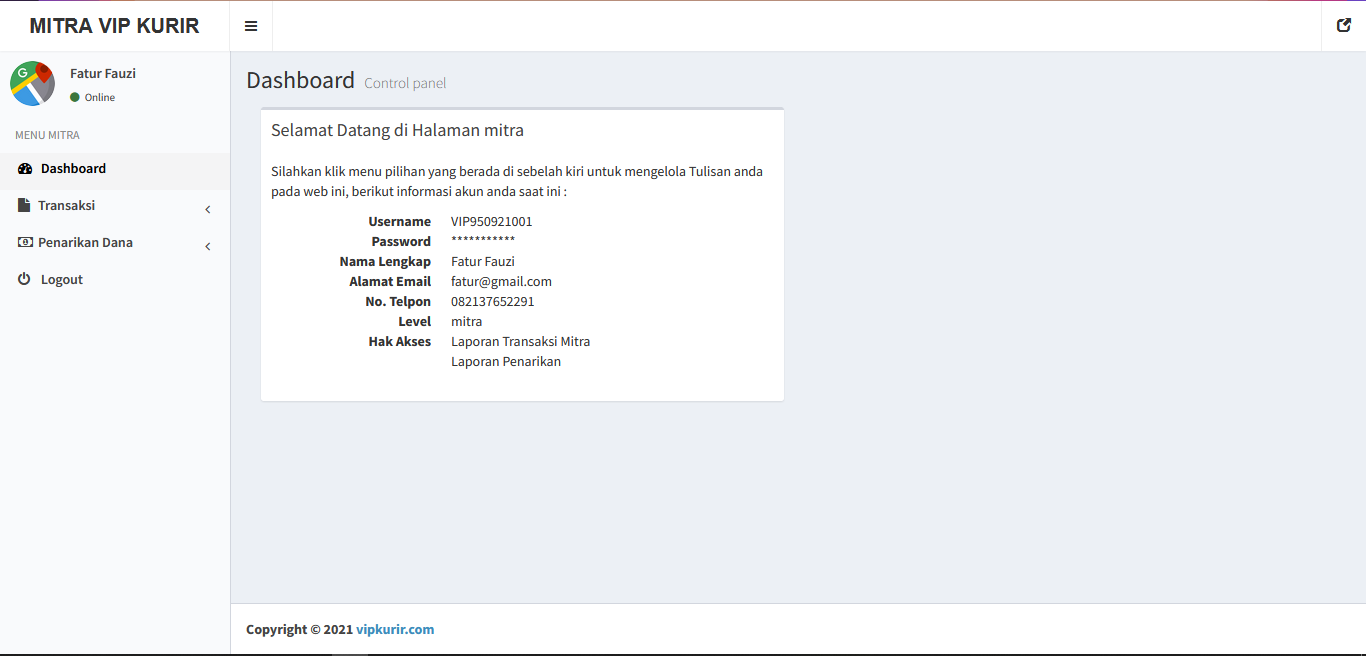 MITRA VIP KURIR
Fatur Fauzi
Online
MENU MITRA
Dashboard
Transaksi
Penarikan Dana
Logout
Dashboard Control panel
Selamat Datang di Halaman mitra
Silahkan klik menu pilihan yang berada di sebelah kiri untuk mengelola Tulisan anda
pada web ini, berikut informasi akun anda saat ini :
Username VIP950921001
Password ***********
Nama Lengkap Fatur Fauzi
Alamat Email fatur@gmail.com
No. Telpon 082137652291
Level mitra
Hak Akses Laporan Transaksi Mitra
Laporan Penarikan
Copyright © 2021 vipkurir.com